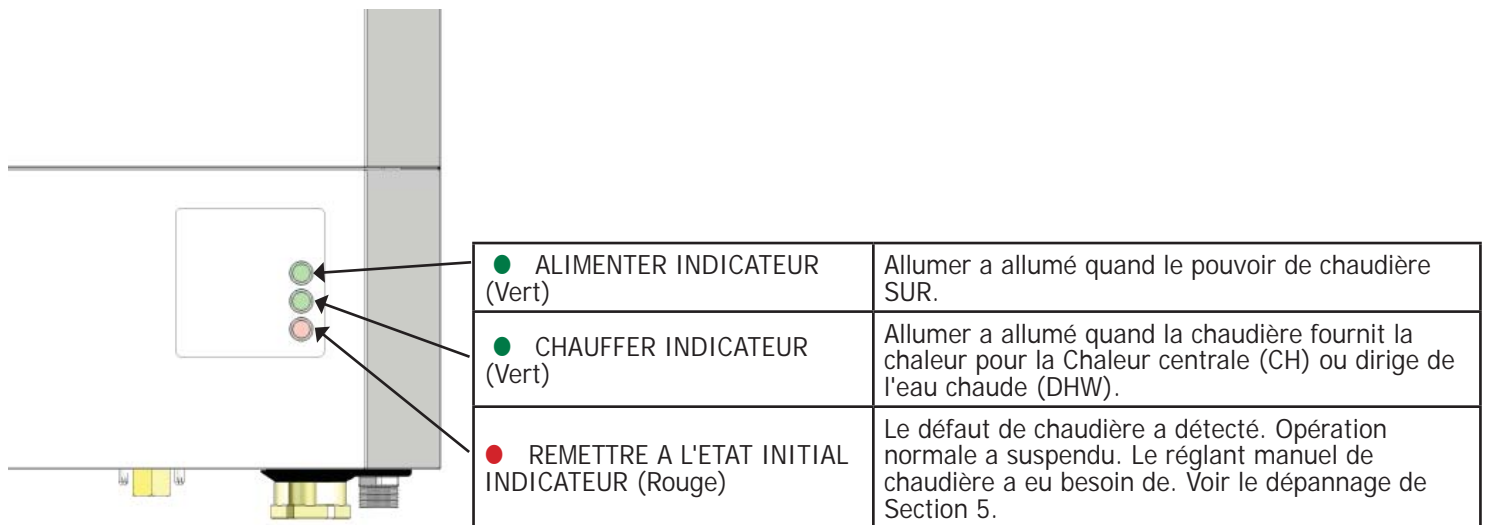 ● ALIMENTER INDICATEUR
(Vert)
Allumer a allumé quand le pouvoir de chaudière
SUR.
● CHAUFFER INDICATEUR
(Vert)
Allumer a allumé quand la chaudière fournit la
chaleur pour la Chaleur centrale (CH) ou dirige de
l'eau chaude (DHW).
● REMETTRE A L'ETAT INITIAL
INDICATEUR (Rouge)
Le défaut de chaudière a détecté. Opération
normale a suspendu. Le réglant manuel de
chaudière a eu besoin de. Voir le dépannage de
Section 5.